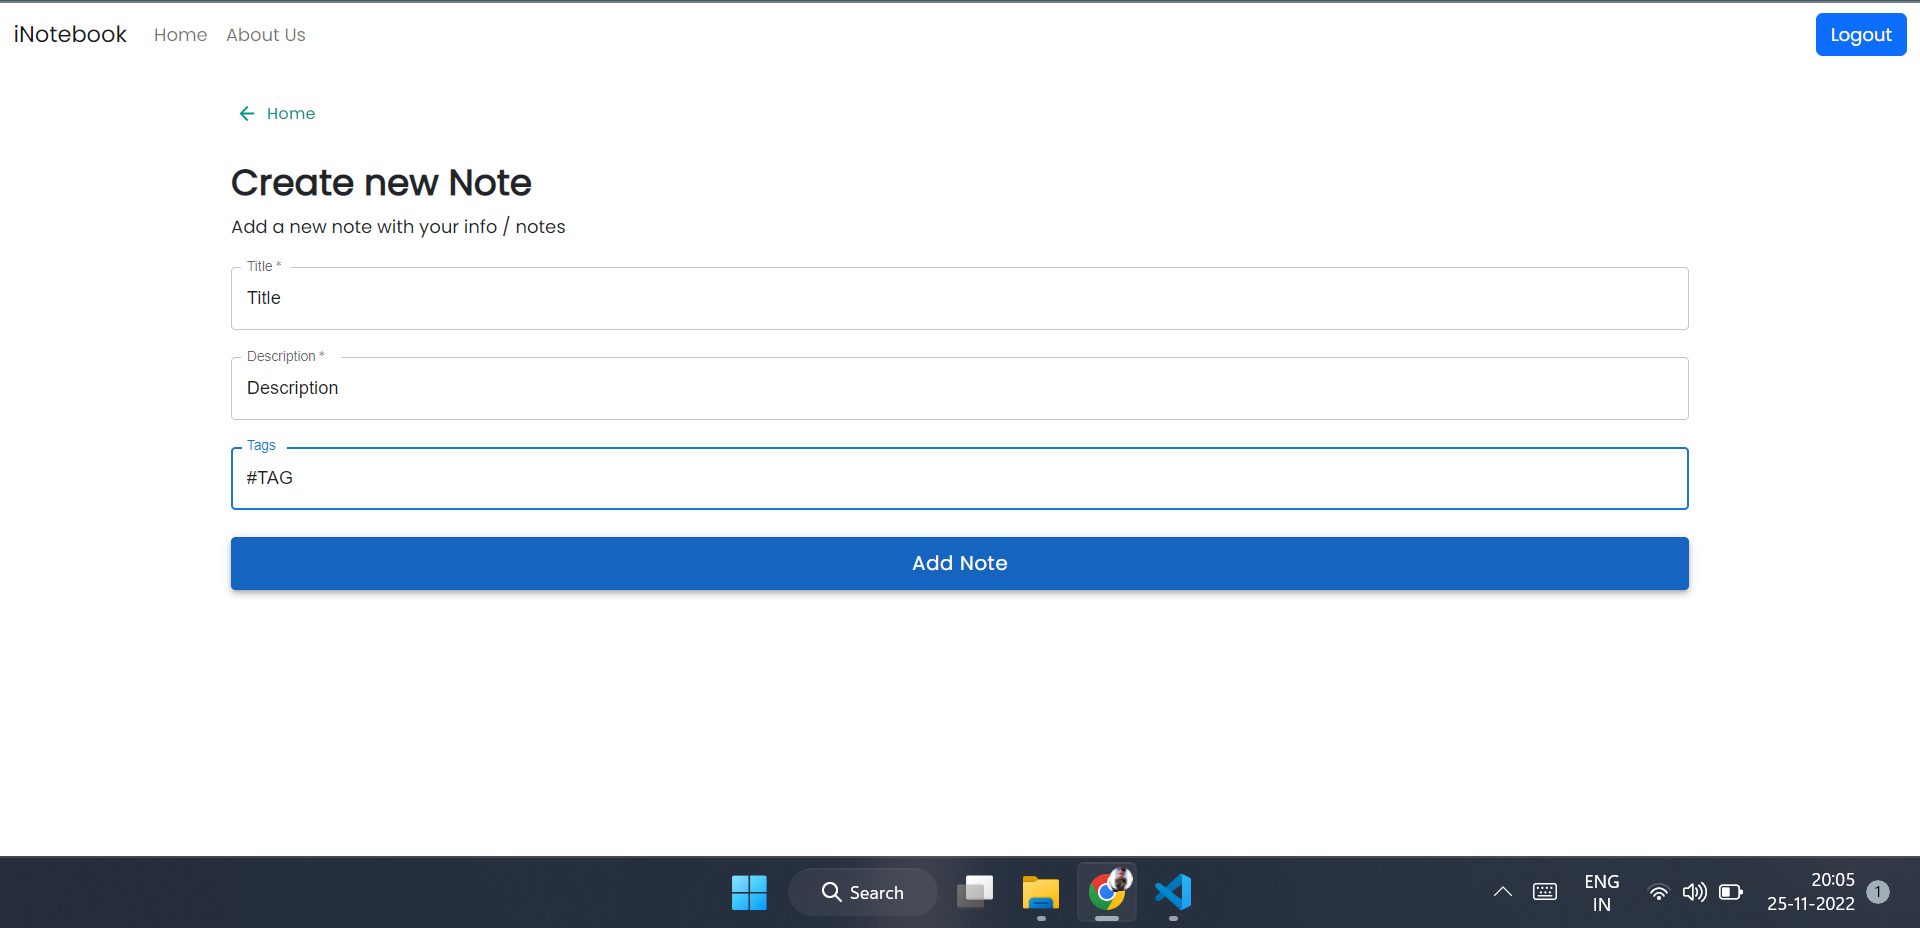 iNotebook Home About Us Logout
Home
Create new Note
Add a new note with your info / notes
Title *
Title
Description *
Description
Tags
#TAG
Add Note
Search
ENG
IN
20:05
25-11-2022
1